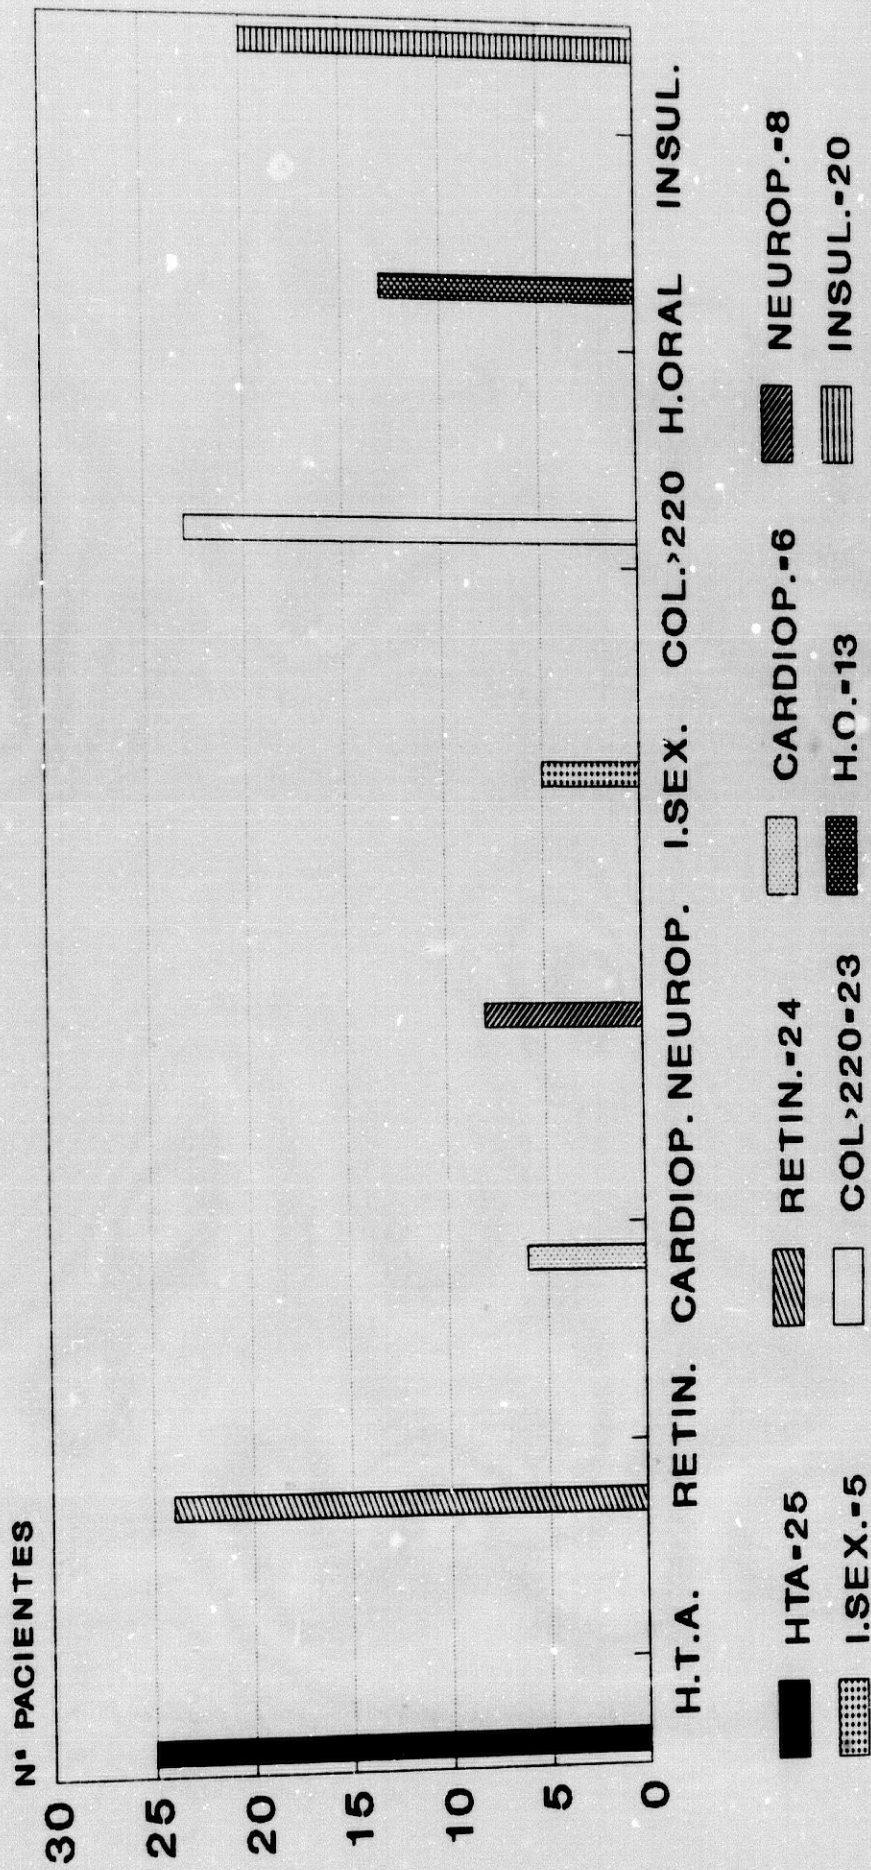 Nº PACIENTES
30
25
20
15
10
5
0
H.T.A. RETIN. CARDIOP. NEUROP. I.SEX. COL.>220 H.ORAL INSUL.
HTA=25 RETIN.=24 CARDIOP.=6 NEUROP.=8
I.SEX.=5 COL>220=23 H.O.=13 INSUL.=20